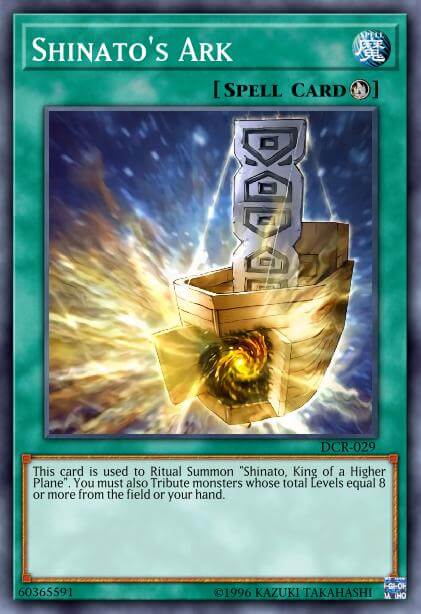 Shinato's Ark
SPELL
魔
[Spell Card]
DCR-029
This card is used to Ritual Summon "Shinato, King of a Higher
Plane". You must also Tribute monsters whose total Levels equal 8
or more from the field or your hand.
60365591
©1996 KAZUKI TAKAHASHI